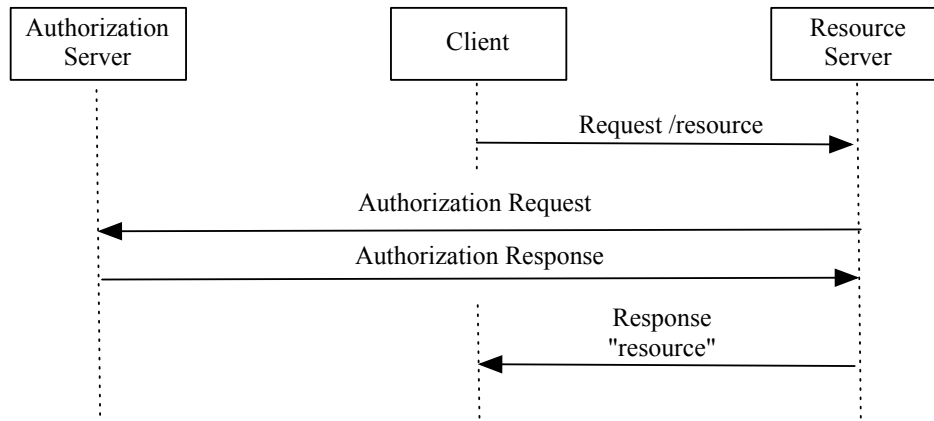 Authorization
Server
Client
Resource
Server
Request /resource
Authorization Request
Authorization Response
Response
"resource"